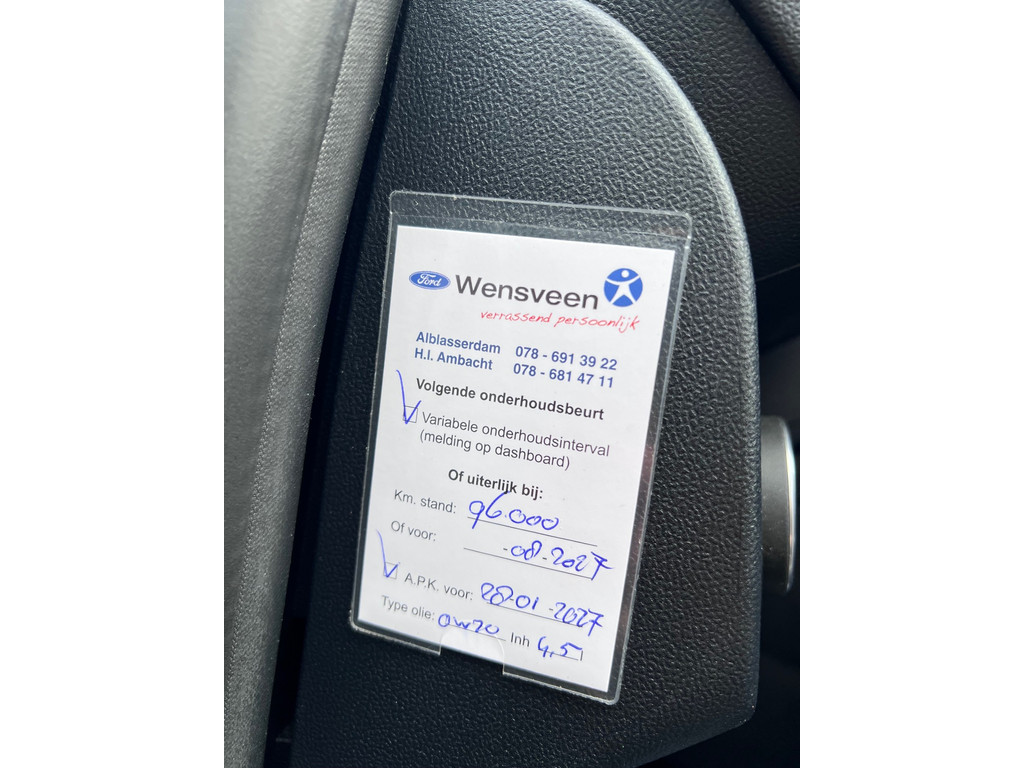 Ford Wensveen
verrassend persoonlijk
Alblasserdam 078 - 691 39 22
H.I. Ambacht 078 - 681 47 11
Volgende onderhoudsbeurt
Variabele onderhoudsinterval
(melding op dashboard)
Of uiterlijk bij:
Km. stand: 96.000
Of voor: -08-2027
A.P.K. voor: 28-01-2027
Type olie: 0w20 Inh 4,5l